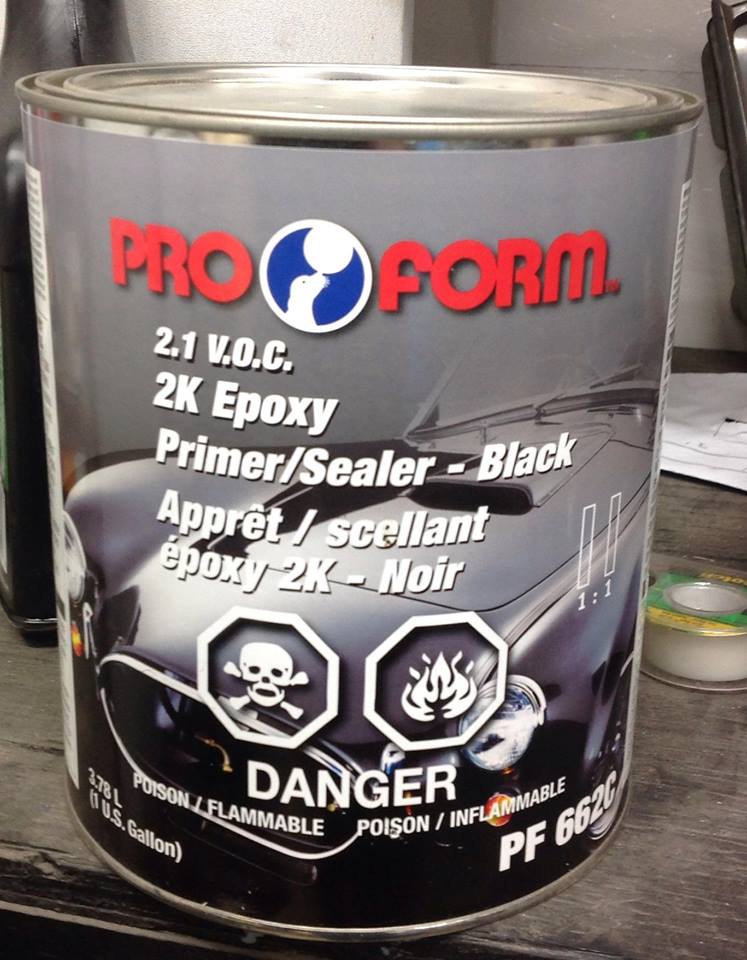 PRO FORM™
2.1 V.O.C.
2K Epoxy
Primer/Sealer - Black
Apprêt / scellant
époxy 2K - Noir
1 : 1
DANGER
POISON / FLAMMABLE POISON / INFLAMMABLE
3.78 L
(1 U.S. Gallon)
PF 662C